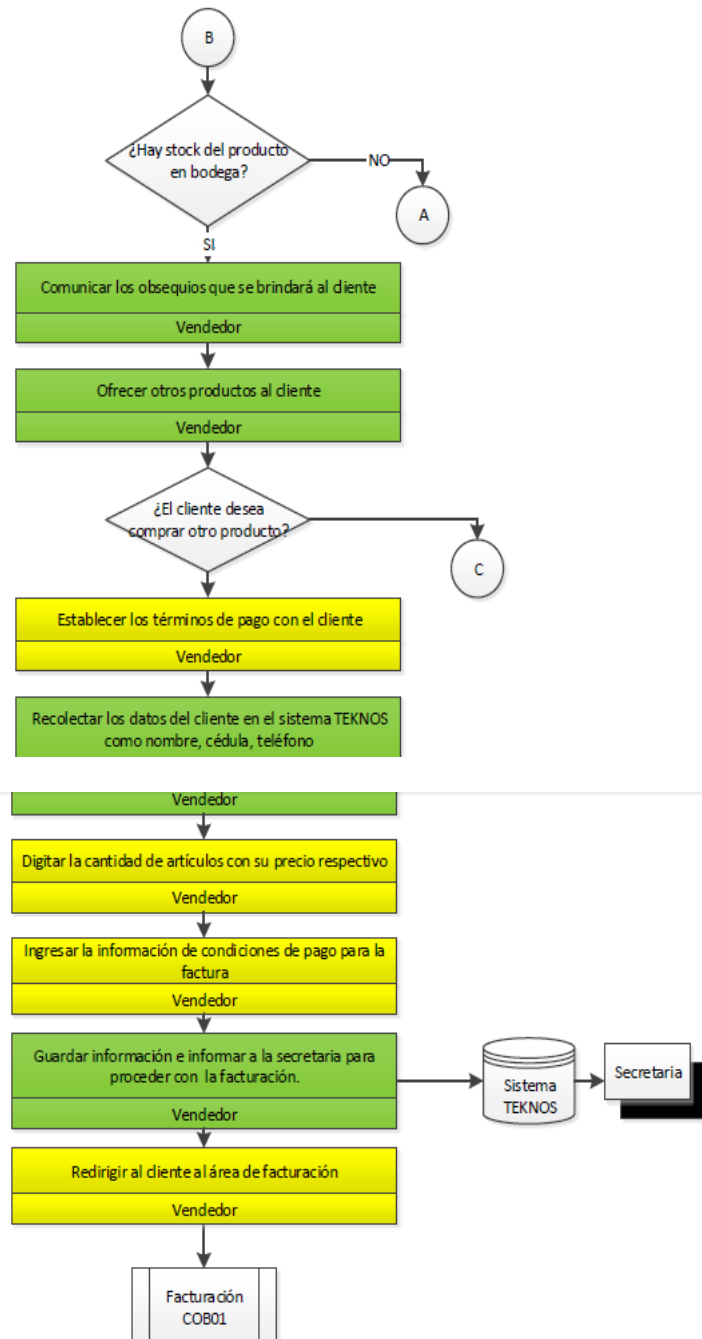 B
¿Hay stock del producto
en bodega?
NO
A
SI
Comunicar los obsequios que se brindará al cliente
Vendedor
Ofrecer otros productos al cliente
Vendedor
¿El cliente desea
comprar otro producto?
C
Establecer los términos de pago con el cliente
Vendedor
Recolectar los datos del cliente en el sistema TEKNOS
como nombre, cédula, teléfono
Vendedor
Digitar la cantidad de artículos con su precio respectivo
Vendedor
Ingresar la información de condiciones de pago para la
factura
Vendedor
Guardar información e informar a la secretaria para
proceder con la facturación.
Vendedor
Sistema
TEKNOS
Secretaria
Redirigir al cliente al área de facturación
Vendedor
Facturación
COB01